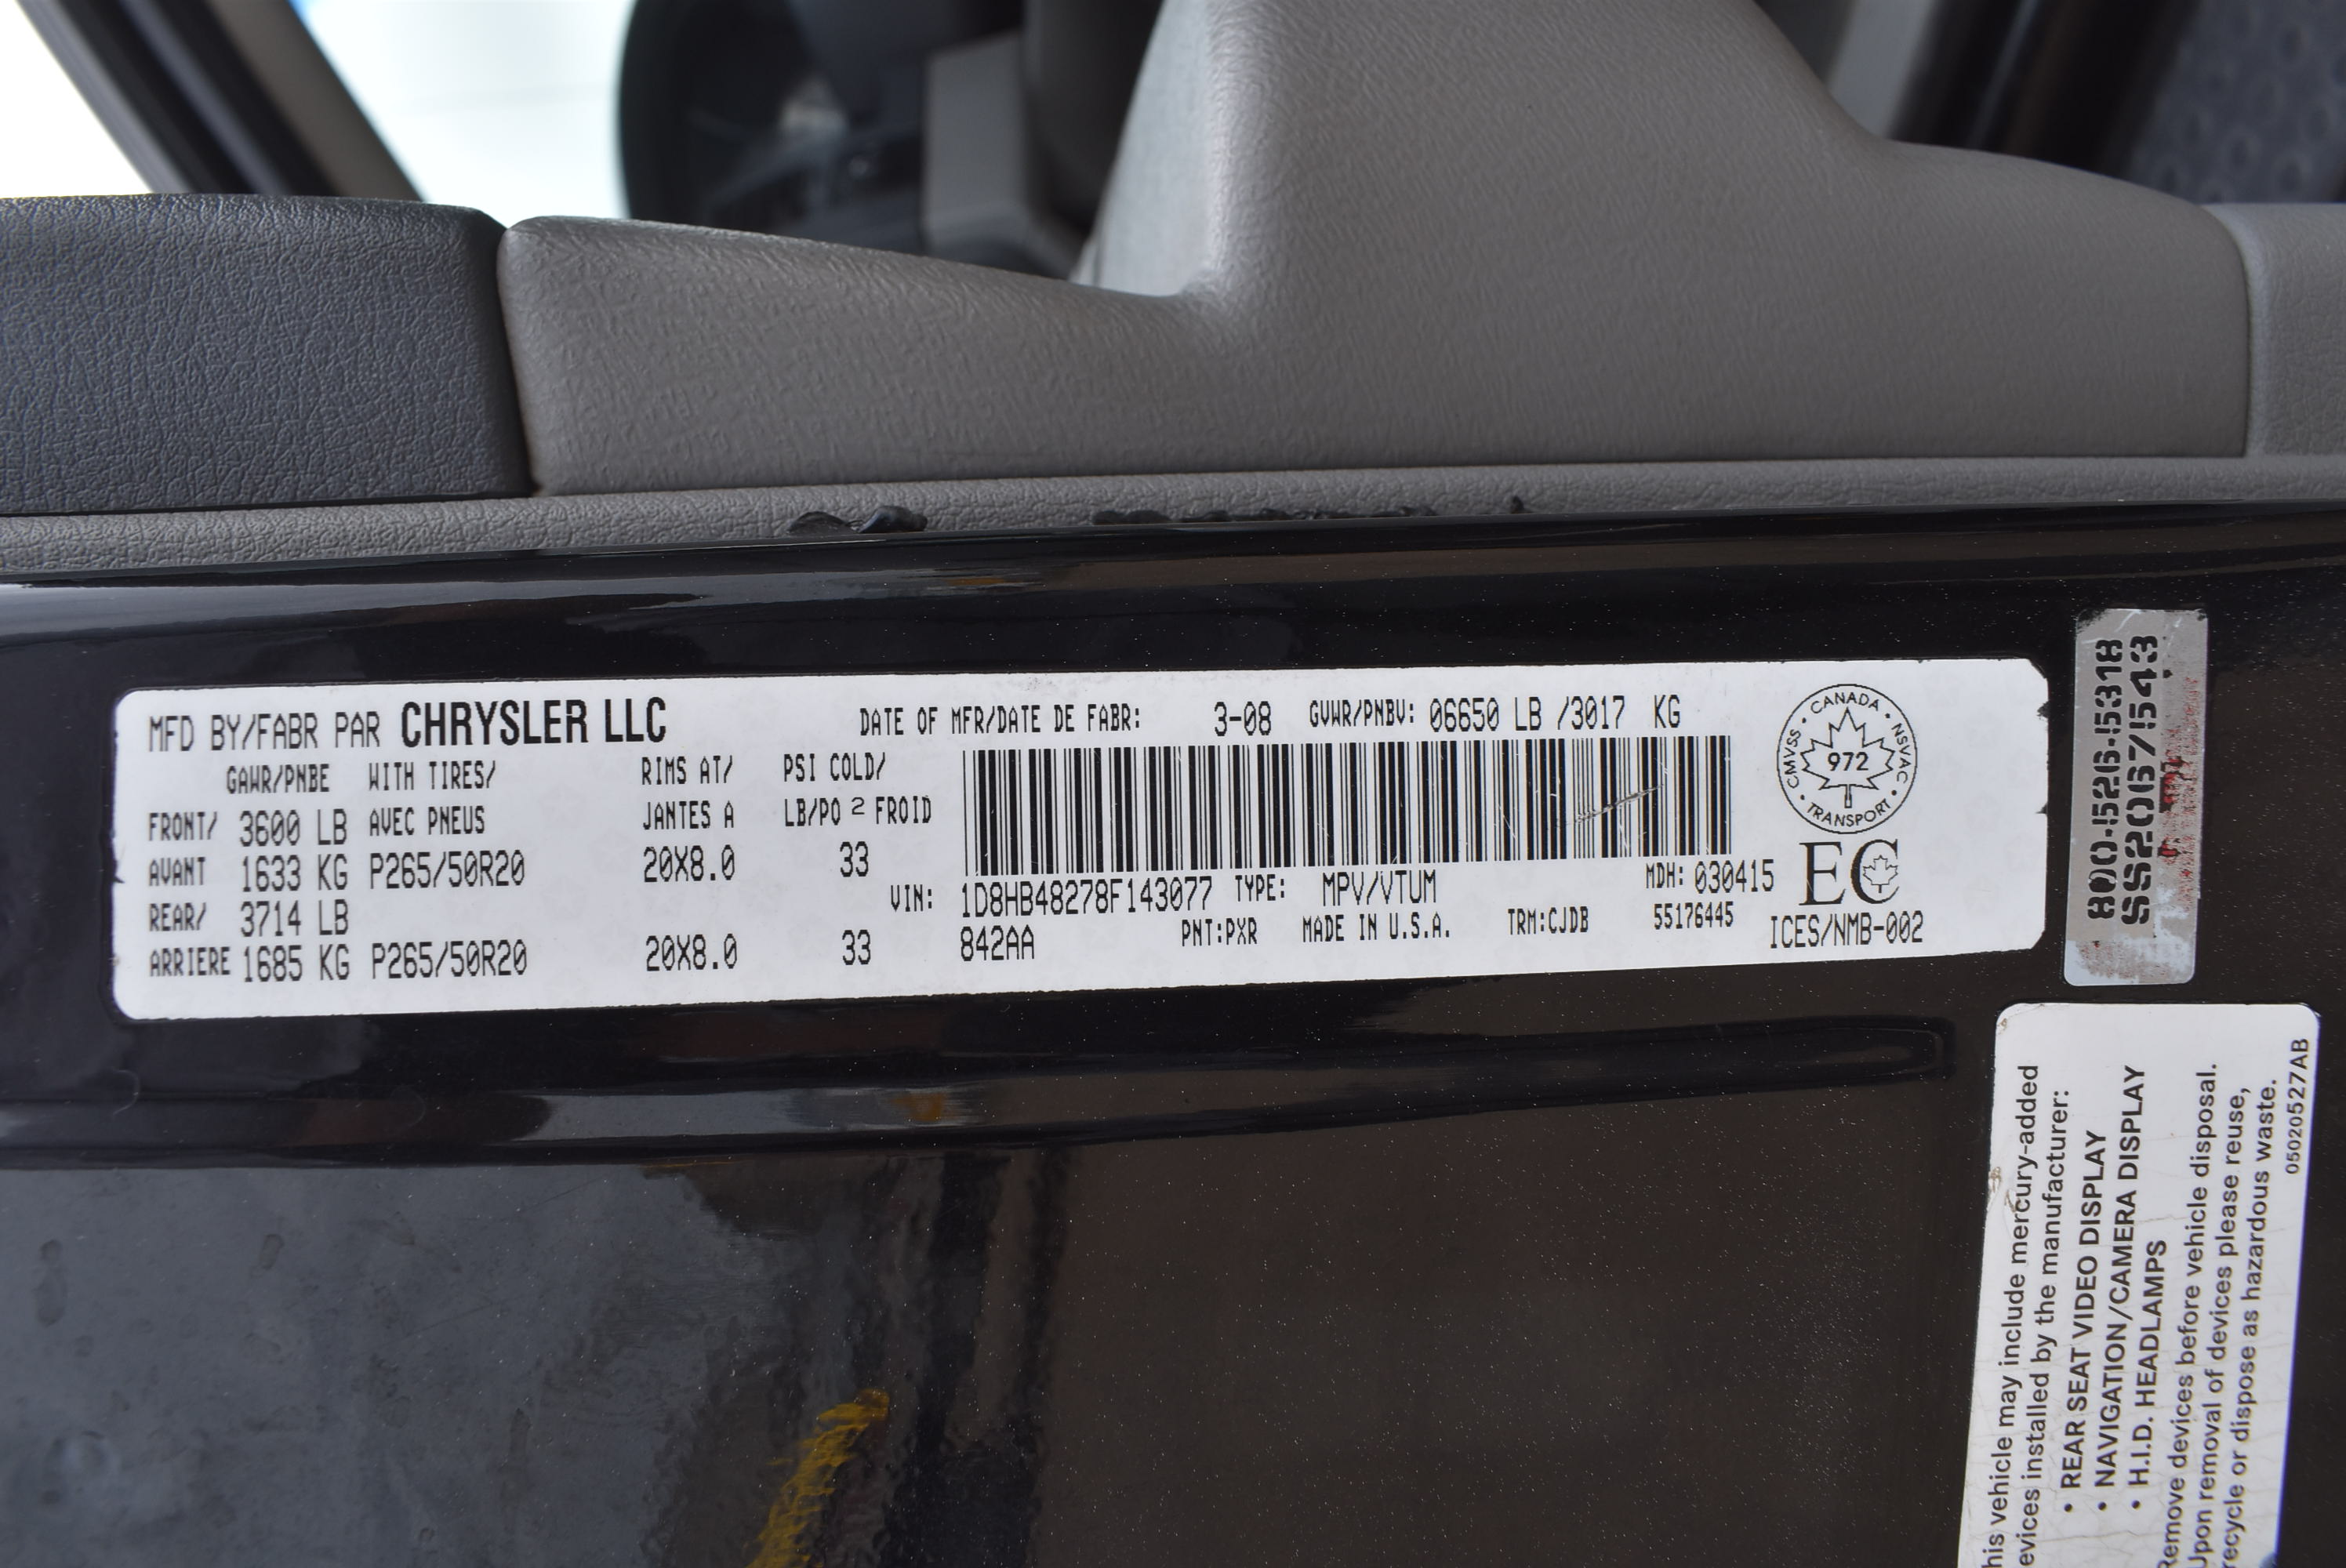 MFD BY/FABR PAR CHRYSLER LLC
DATE OF MFR/DATE DE FABR: 3-08 GVWR/PNBV: 06650 LB /3017 KG
GAWR/PNBE WITH TIRES/ RIMS AT/ PSI COLD/
FRONT/ 3600 LB AVEC PNEUS JANTES A LB/PO 2 FROID
AVANT 1633 KG P265/50R20 20X8.0 33
REAR/ 3714 LB
ARRIERE 1685 KG P265/50R20 20X8.0 33
VIN: 1D8HB48278F143077 TYPE: MPV/VTUM MDH: 030415
842AA PNT:PXR MADE IN U.S.A. TRM:CJDB 55176445
CANADA • NSVAC • TRANSPORT • CMVSS •
972
EC
ICES/NMB-002
800-526-5318
SS2067543
vehicle may include mercury-added
installed by the manufacturer:
• REAR SEAT VIDEO DISPLAY
• NAVIGATION/CAMERA DISPLAY
• H.I.D. HEADLAMPS
Remove devices before vehicle disposal.
Upon removal of devices please reuse,
recycle or dispose as hazardous waste.
05020527AB